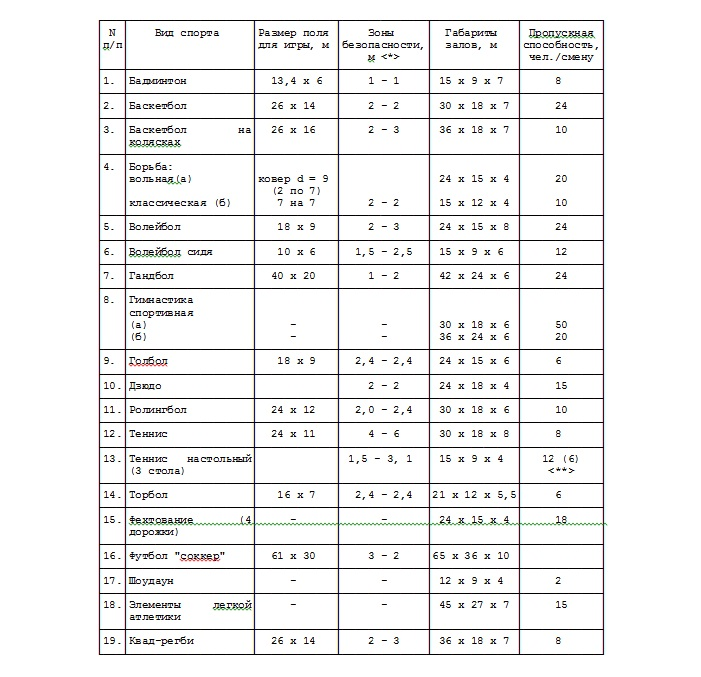 N п/п Вид спорта Размер поля для игры, м Зоны безопасности, м <*> Габариты залов, м Пропускная способность, чел./смену
1. Бадминтон 13,4 x 6 1 - 1 15 x 9 x 7 8
2. Баскетбол 26 x 14 2 - 2 30 x 18 x 7 24
3. Баскетбол на 26 x 16 2 - 3 36 x 18 x 7 10
колясках
4. Борьба:
вольная(а) ковер d = 9 24 x 15 x 4 20
(2 по 7)
классическая (б) 7 на 7 2 - 2 15 x 12 x 4 10
5. Волейбол 18 x 9 2 - 3 24 x 15 x 8 24
6. Волейбол сидя 10 x 6 1,5 - 2,5 15 x 9 x 6 12
7. Гандбол 40 x 20 1 - 2 42 x 24 x 6 24
8. Гимнастика
спортивная
(а) - - 30 x 18 x 6 50
(б) - - 36 x 24 x 6 20
9. Голбол 18 x 9 2,4 - 2,4 24 x 15 x 6 6
10. Дзюдо 2 - 2 24 x 18 x 4 15
11. Ролингбол 24 x 12 2,0 - 2,4 30 x 18 x 6 10
12. Теннис 24 x 11 4 - 6 30 x 18 x 8 8
13. Теннис настольный 1,5 - 3, 1 15 x 9 x 4 12 (6)
(3 стола) <**>
14. Торбол 16 x 7 2,4 - 2,4 21 x 12 x 5,5 6
15. Фехтование (4 - - 24 x 15 x 4 18
дорожки)
16. Футбол "соккер" 61 x 30 3 - 2 65 x 36 x 10
17. Шоудаун - - 12 x 9 x 4 2
18. Элементы легкой - - 45 x 27 x 7 15
атлетики
19. Квад-регби 26 x 14 2 - 3 36 x 18 x 7 8